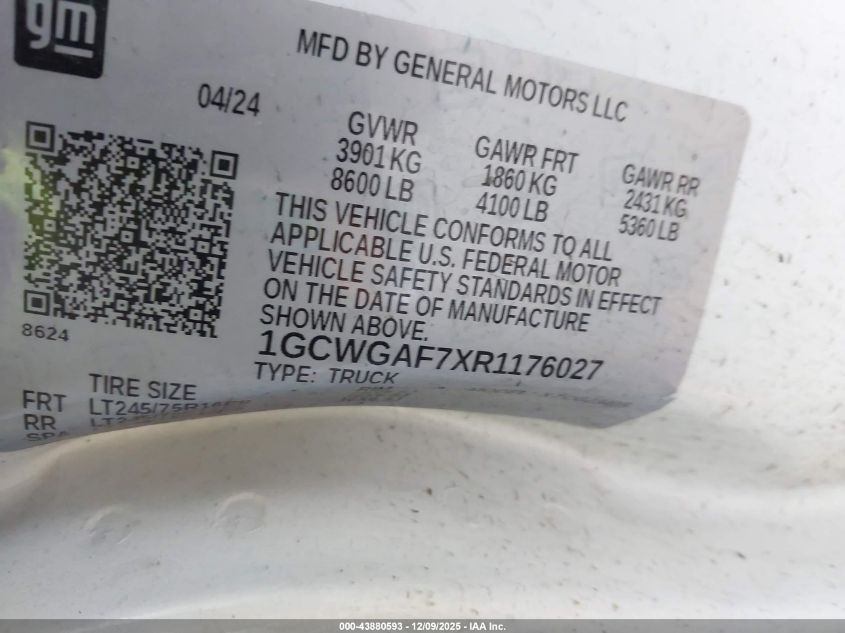 gm
MFD BY GENERAL MOTORS LLC
04/24
GVWR
3901 KG
8600 LB
GAWR FRT
1860 KG
4100 LB
GAWR RR
2431 KG
5360 LB
THIS VEHICLE CONFORMS TO ALL
APPLICABLE U.S. FEDERAL MOTOR
VEHICLE SAFETY STANDARDS IN EFFECT
ON THE DATE OF MANUFACTURE
SHOWN ABOVE.
8624
1GCWGAF7XR1176027
TYPE: TRUCK
TIRE SIZE
FRT
RR
000-43880593 - 12/09/2025 - IAA Inc.